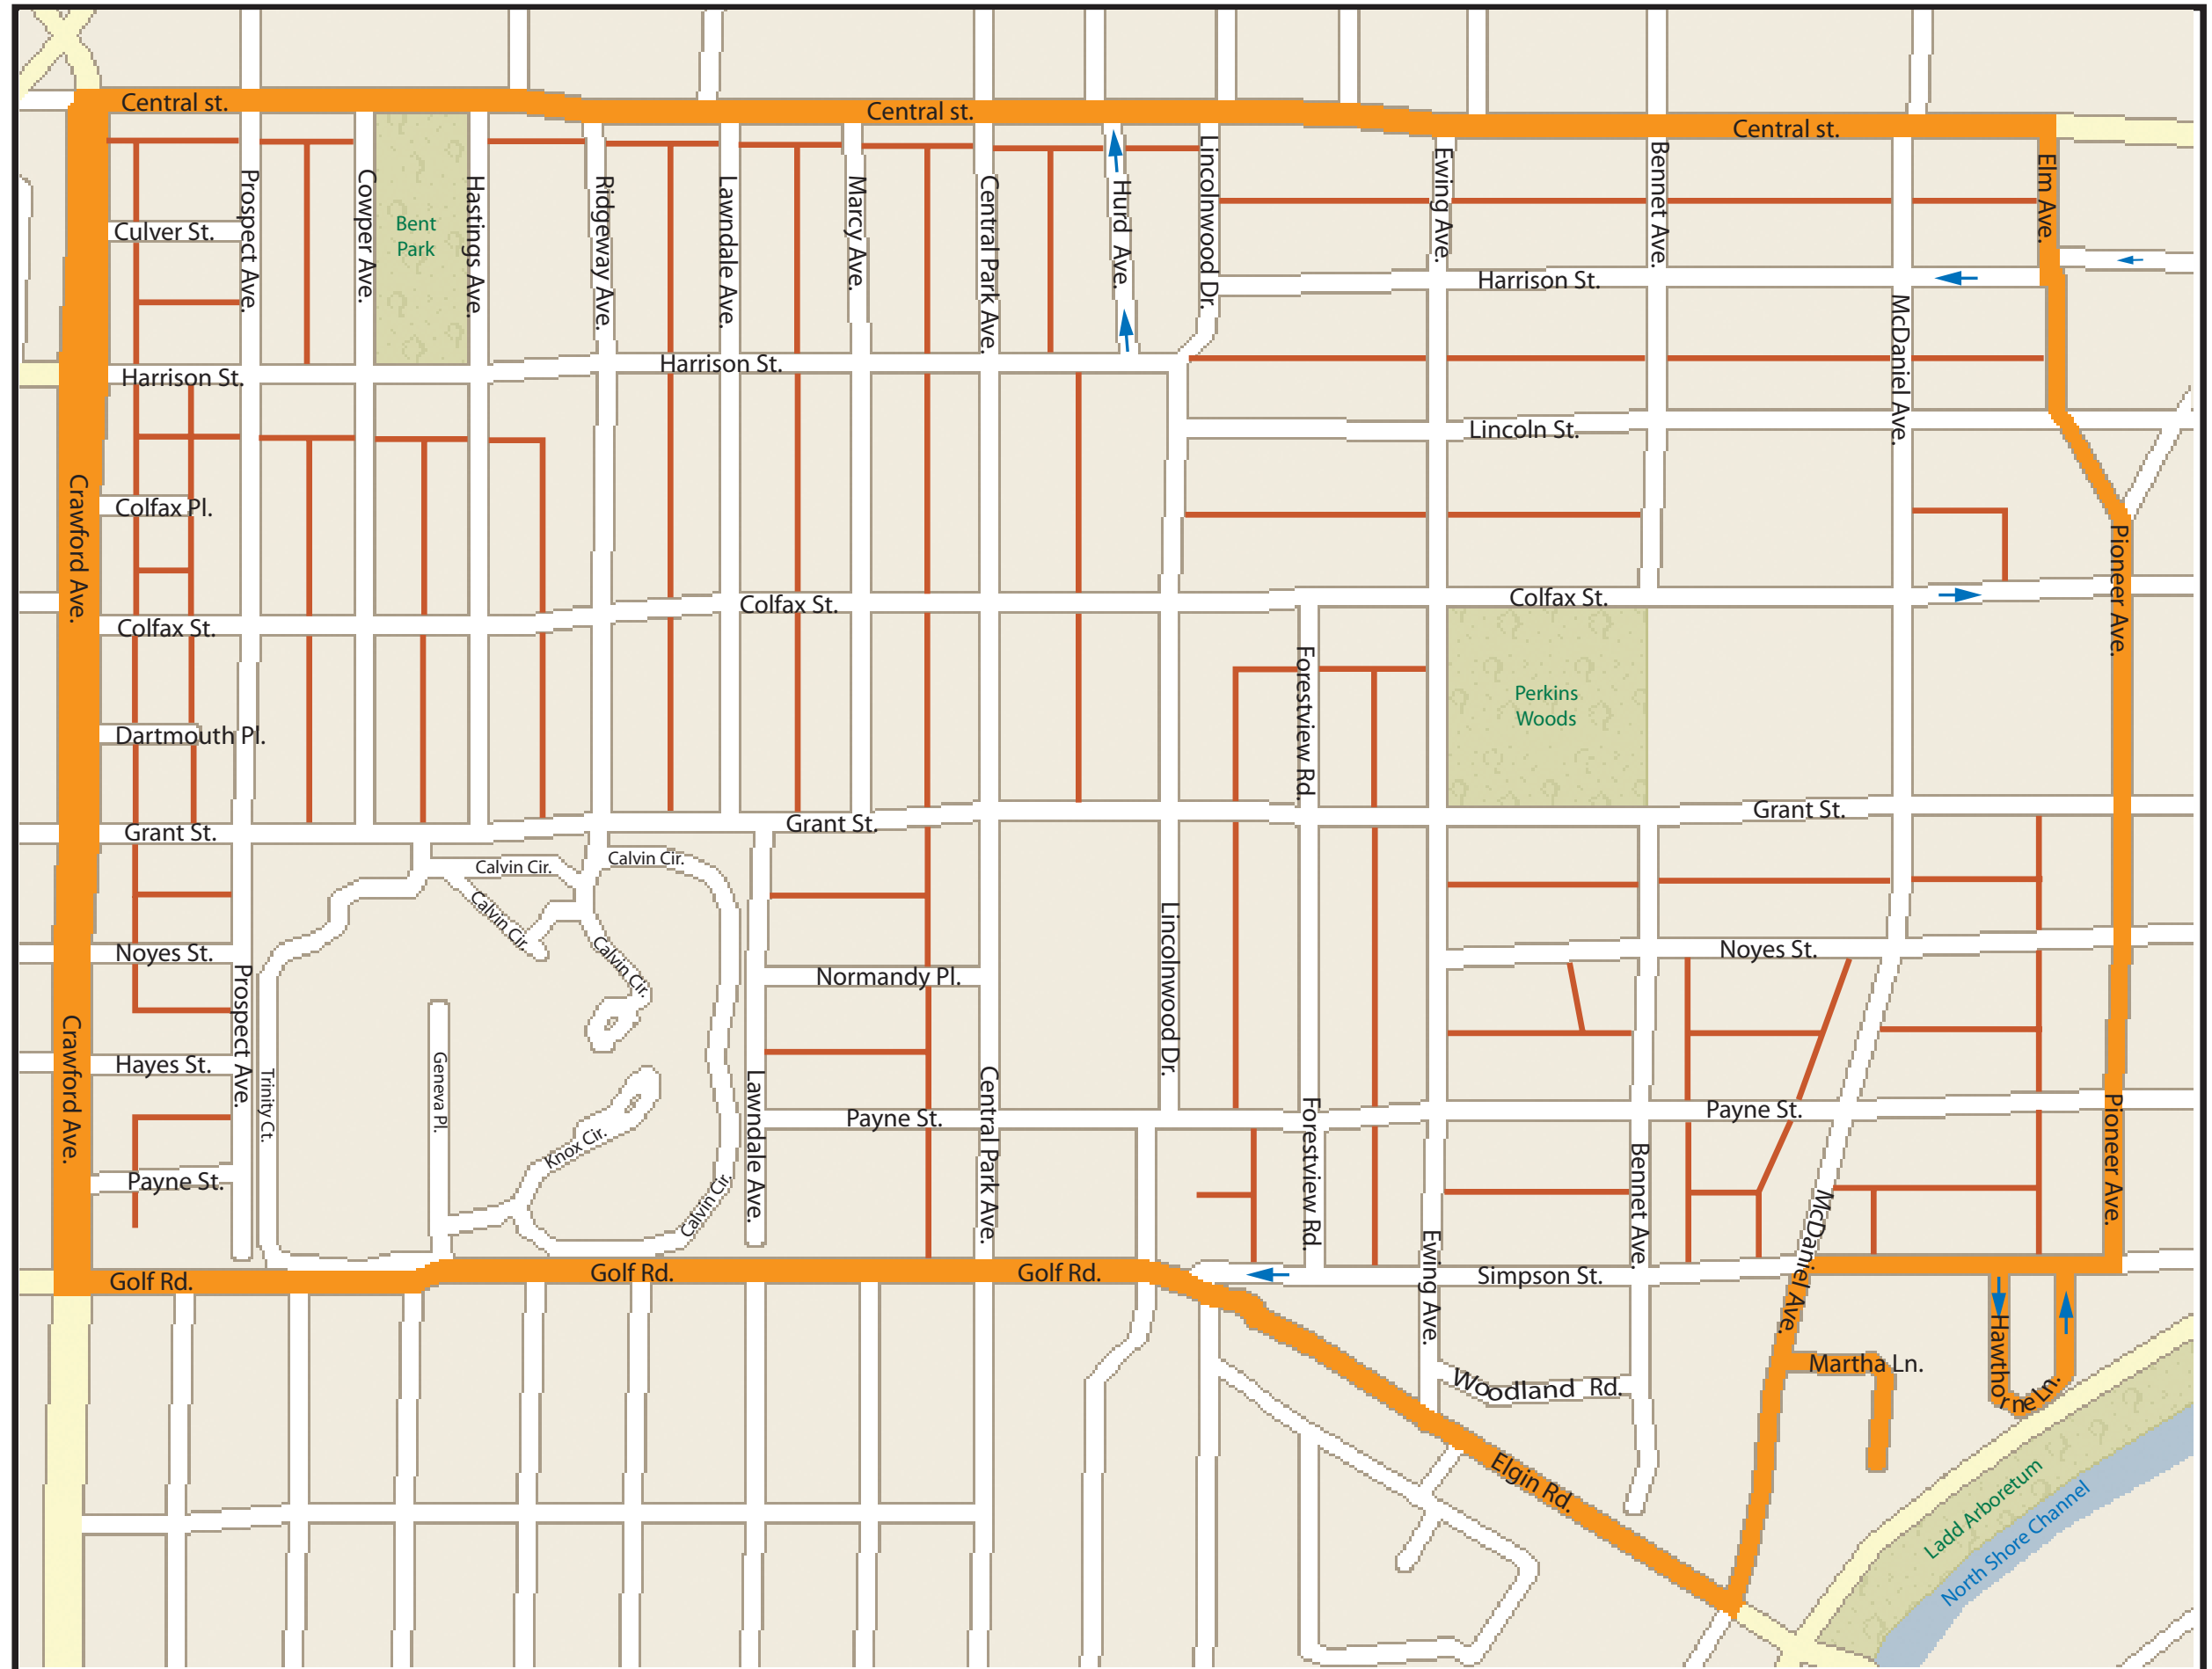 Central st.
Central st.
Central st.
Culver St.
Prospect Ave.
Cowper Ave.
Bent
Park
Hastings Ave.
Ridgeway Ave.
Lawndale Ave.
Marcy Ave.
Central Park Ave.
Hurd Ave.
Lincolnwood Dr.
Ewing Ave.
Bennet Ave.
Elm Ave.
Harrison St.
Harrison St.
Harrison St.
McDaniel Ave.
Lincoln St.
Crawford Ave.
Colfax Pl.
Colfax St.
Colfax St.
Colfax St.
Pioneer Ave.
Forestview Rd.
Perkins
Woods
Dartmouth Pl.
Grant St.
Grant St.
Grant St.
Calvin Cir.
Calvin Cir.
Calvin Cir.
Calvin Cir.
Noyes St.
Noyes St.
Prospect Ave.
Normandy Pl.
Lincolnwood Dr.
Crawford Ave.
Hayes St.
Trinity Ct.
Geneva Pl.
Knox Cir.
Calvin Cir.
Lawndale Ave.
Central Park Ave.
Payne St.
Payne St.
Payne St.
Forestview Rd.
Ewing Ave.
Bennet Ave.
McDaniel Ave.
Pioneer Ave.
Golf Rd.
Golf Rd.
Golf Rd.
Simpson St.
McDaniel Ave.
Martha Ln.
Hawthorne Ln.
Woodland Rd.
Elgin Rd.
Ladd Arboretum
North Shore Channel